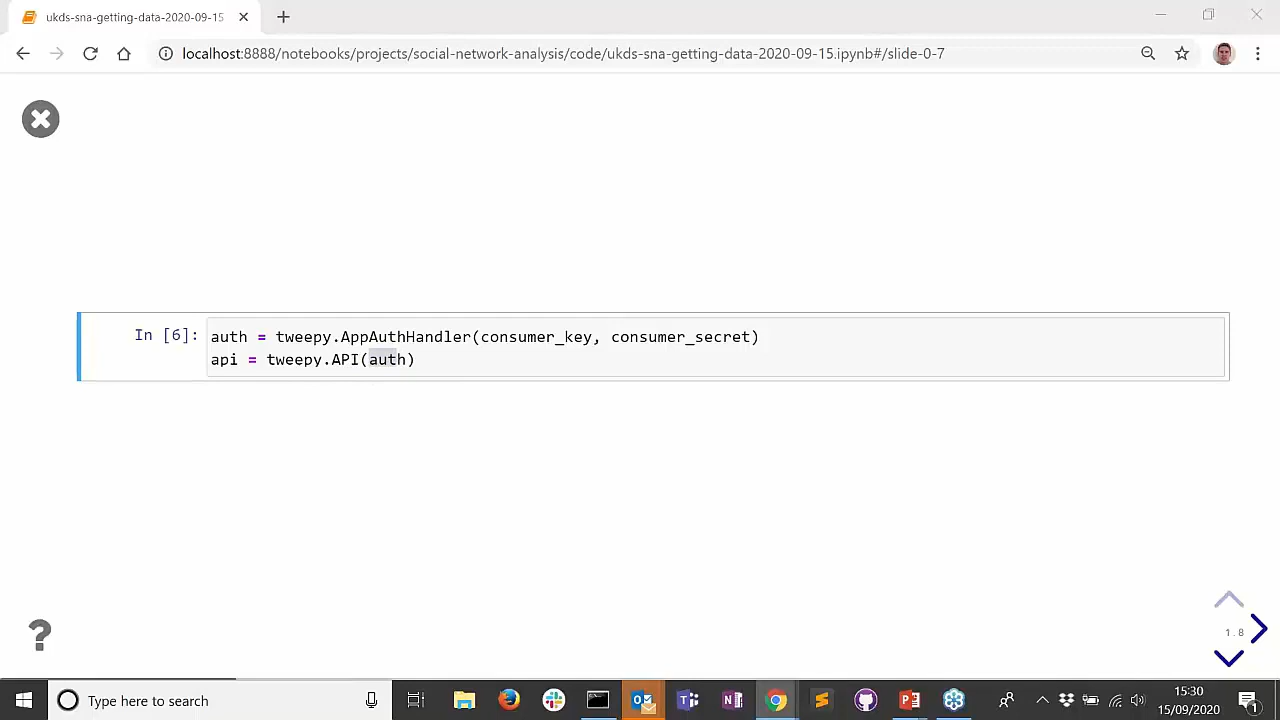 ukds-sna-getting-data-2020-09-15
localhost:8888/notebooks/projects/social-network-analysis/code/ukds-sna-getting-data-2020-09-15.ipynb#/slide-0-7
In [6]:
auth = tweepy.AppAuthHandler(consumer_key, consumer_secret)
api = tweepy.API(auth)
?
1.8
Type here to search
15:30
15/09/2020
1